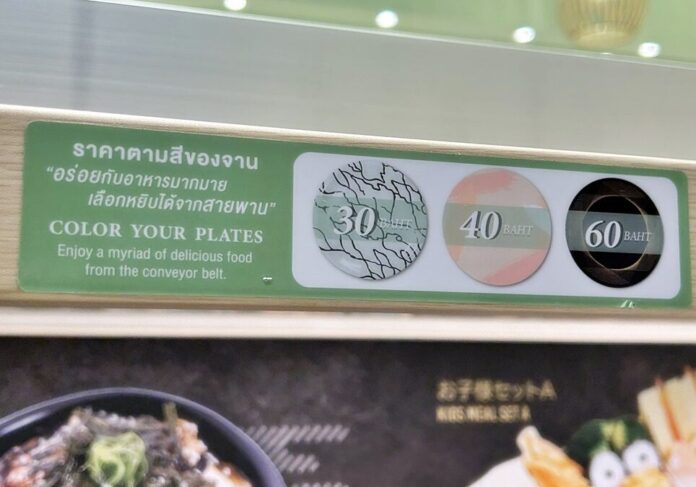 ราคาตามสีของจาน
“อร่อยกับอาหารมากมาย
เลือกหยิบได้จากสายพาน”
COLOR YOUR PLATES
Enjoy a myriad of delicious food
from the conveyor belt.
30 BAHT
40 BAHT
60 BAHT
お子様セットA
KIDS MEAL SET A